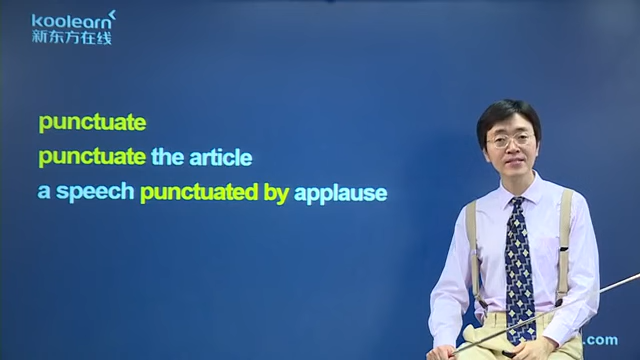 koolearn
新东方在线
punctuate
punctuate the article
a speech punctuated by applause
.com